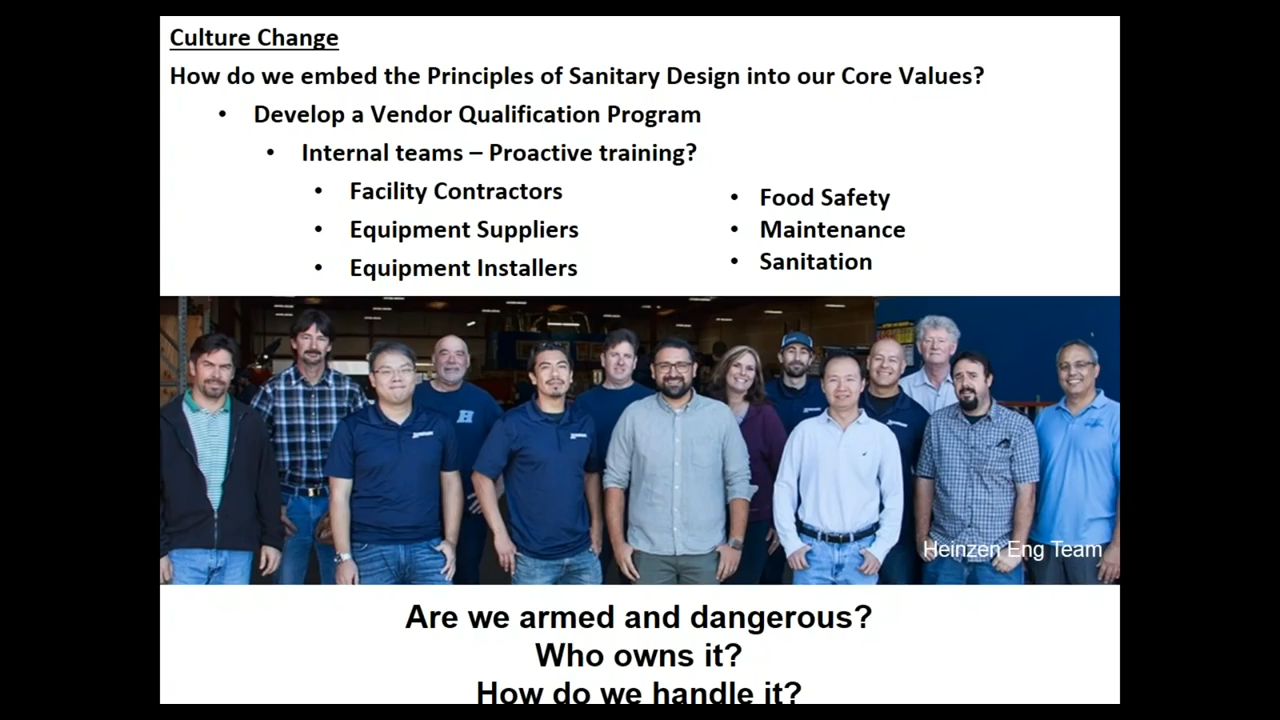 Culture Change
How do we embed the Principles of Sanitary Design into our Core Values?
• Develop a Vendor Qualification Program
• Internal teams – Proactive training?
• Facility Contractors
• Equipment Suppliers
• Equipment Installers
• Food Safety
• Maintenance
• Sanitation
H
Heinzen Eng Team
Are we armed and dangerous?
Who owns it?
How do we handle it?